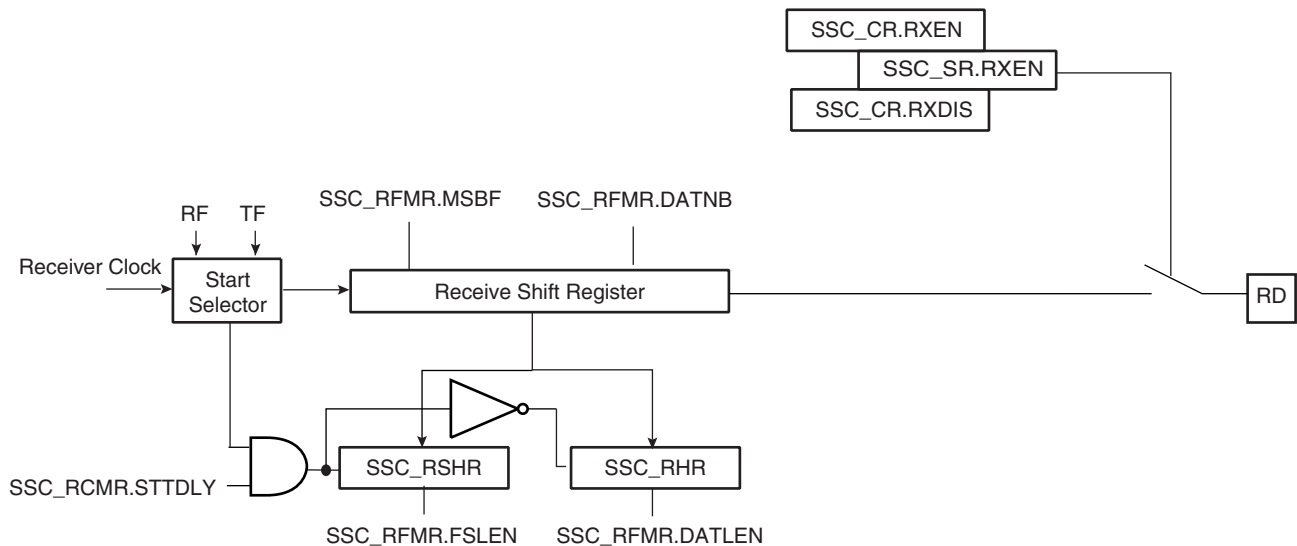 SSC_CR.RXEN
SSC_SR.RXEN
SSC_CR.RXDIS
SSC_RFMR.MSBF
SSC_RFMR.DATNB
RF
TF
Receiver Clock
Start
Selector
Receive Shift Register
RD
SSC_RSHR
SSC_RHR
SSC_RCMR.STTDLY
SSC_RFMR.FSLEN
SSC_RFMR.DATLEN